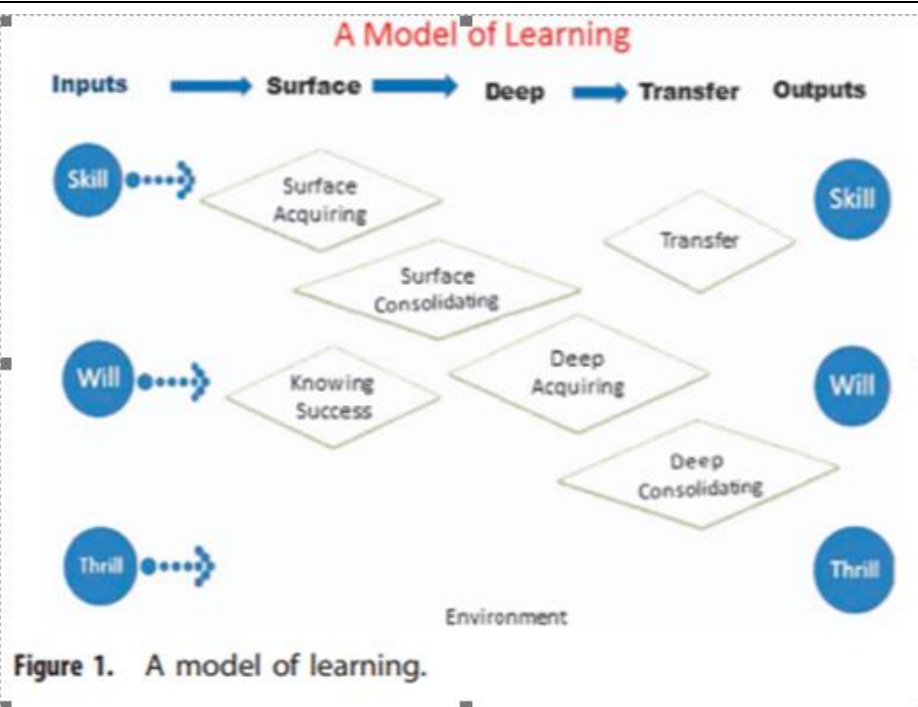 A Model of Learning
Inputs Surface Deep Transfer Outputs
Skill
Surface
Acquiring
Skill
Transfer
Surface
Consolidating
Will
Knowing
Success
Deep
Acquiring
Will
Deep
Consolidating
Thrill
Thrill
Environment
Figure 1. A model of learning.